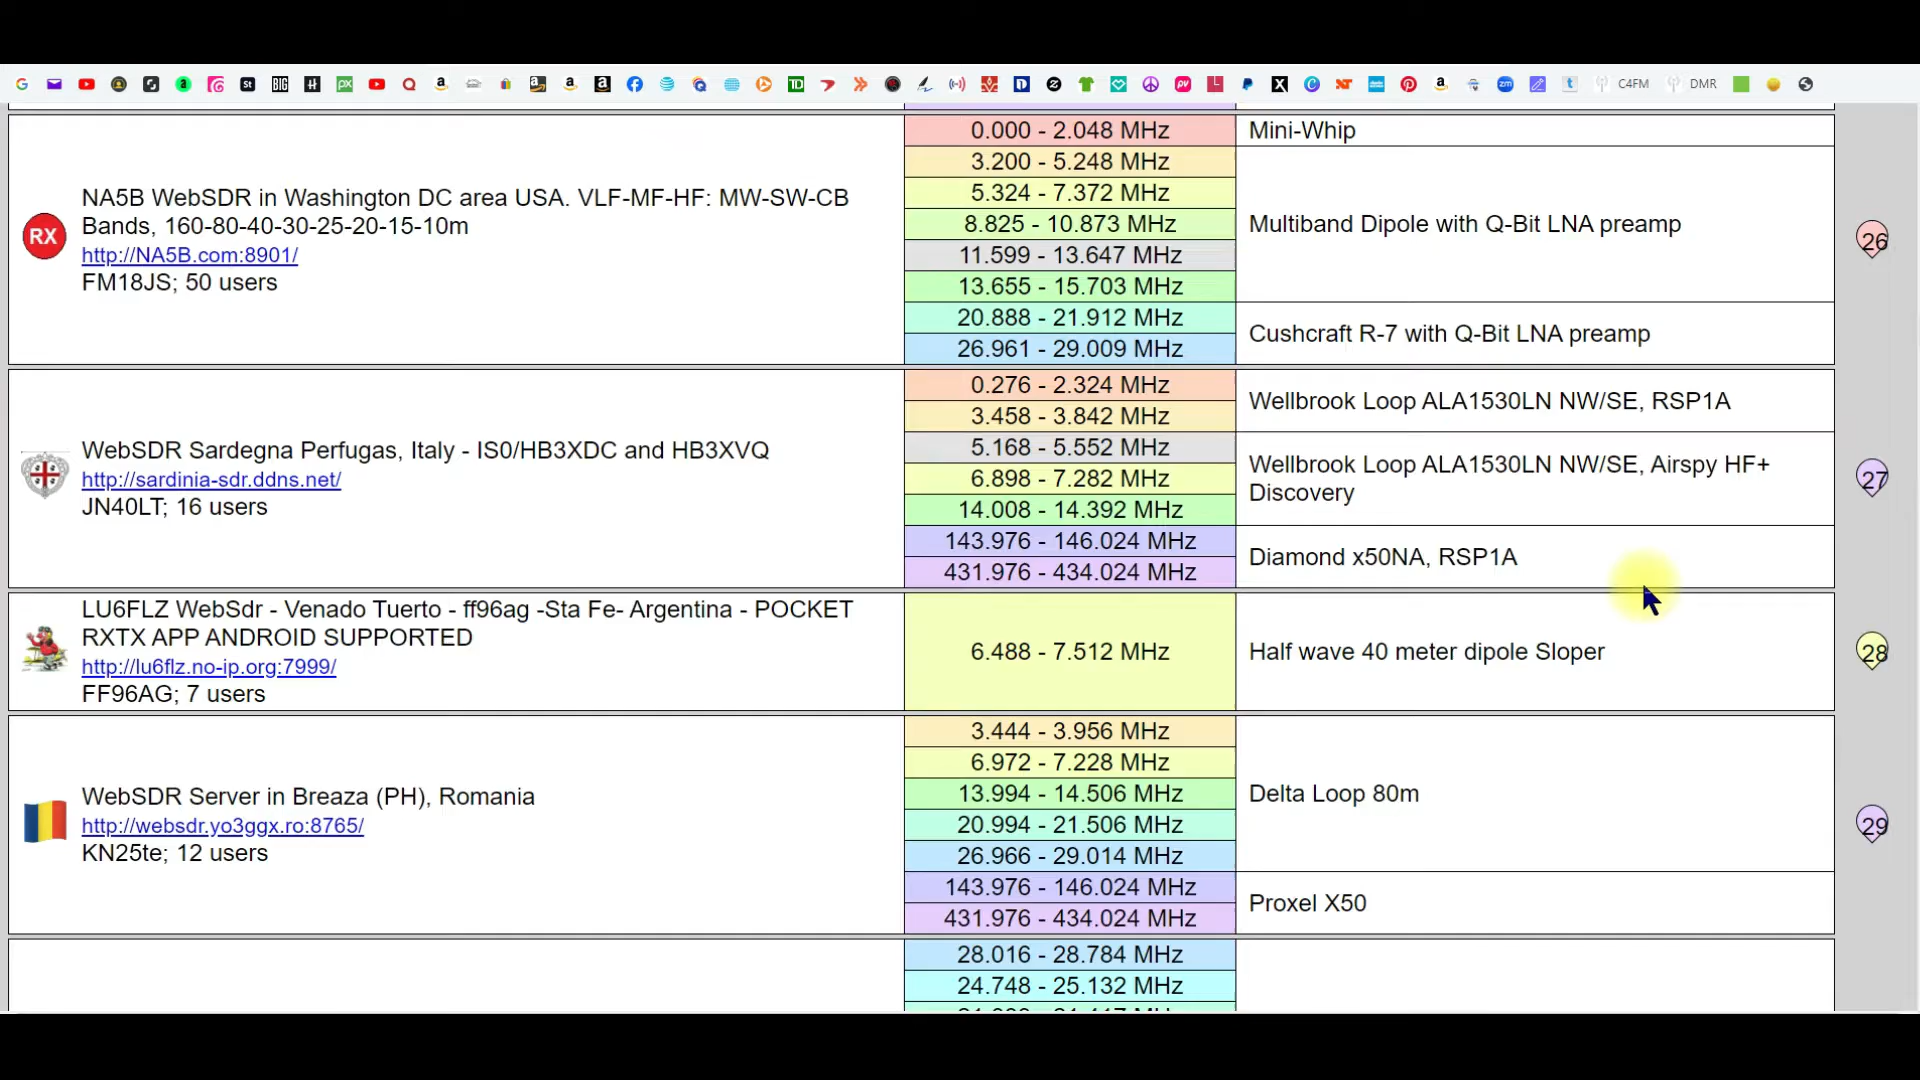 C4FM
DMR
0.000 - 2.048 MHz
Mini-Whip
NA5B WebSDR in Washington DC area USA. VLF-MF-HF: MW-SW-CB
Bands, 160-80-40-30-25-20-15-10m
http://NA5B.com:8901/
FM18JS; 50 users
RX
3.200 - 5.248 MHz
5.324 - 7.372 MHz
8.825 - 10.873 MHz
11.599 - 13.647 MHz
13.655 - 15.703 MHz
Multiband Dipole with Q-Bit LNA preamp
20.888 - 21.912 MHz
26.961 - 29.009 MHz
Cushcraft R-7 with Q-Bit LNA preamp
26
WebSDR Sardegna Perfugas, Italy - IS0/HB3XDC and HB3XVQ
http://sardinia-sdr.ddns.net/
JN40LT; 16 users
0.276 - 2.324 MHz
3.458 - 3.842 MHz
Wellbrook Loop ALA1530LN NW/SE, RSP1A
5.168 - 5.552 MHz
6.898 - 7.282 MHz
14.008 - 14.392 MHz
Wellbrook Loop ALA1530LN NW/SE, Airspy HF+
Discovery
143.976 - 146.024 MHz
431.976 - 434.024 MHz
Diamond x50NA, RSP1A
27
LU6FLZ WebSdr - Venado Tuerto - ff96ag -Sta Fe- Argentina - POCKET
RXTX APP ANDROID SUPPORTED
http://lu6flz.no-ip.org:7999/
FF96AG; 7 users
6.488 - 7.512 MHz
Half wave 40 meter dipole Sloper
28
WebSDR Server in Breaza (PH), Romania
http://websdr.yo3ggx.ro:8765/
KN25te; 12 users
3.444 - 3.956 MHz
6.972 - 7.228 MHz
13.994 - 14.506 MHz
20.994 - 21.506 MHz
26.966 - 29.014 MHz
Delta Loop 80m
143.976 - 146.024 MHz
431.976 - 434.024 MHz
Proxel X50
29
28.016 - 28.784 MHz
24.748 - 25.132 MHz